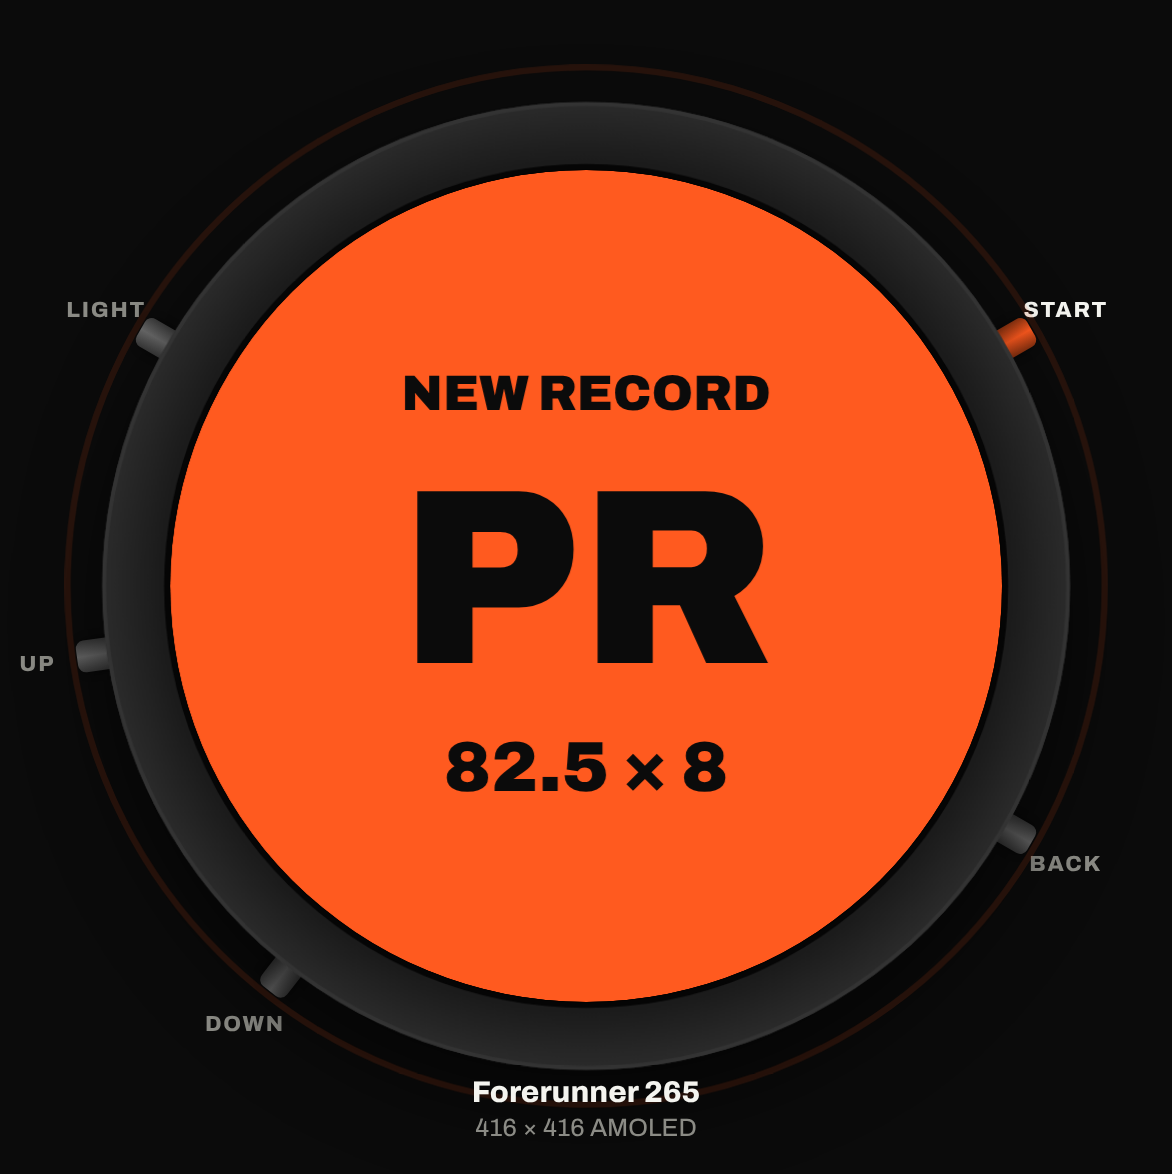 LIGHT
START
NEW RECORD
PR
UP
82.5 × 8
BACK
DOWN
Forerunner 265
416 × 416 AMOLED